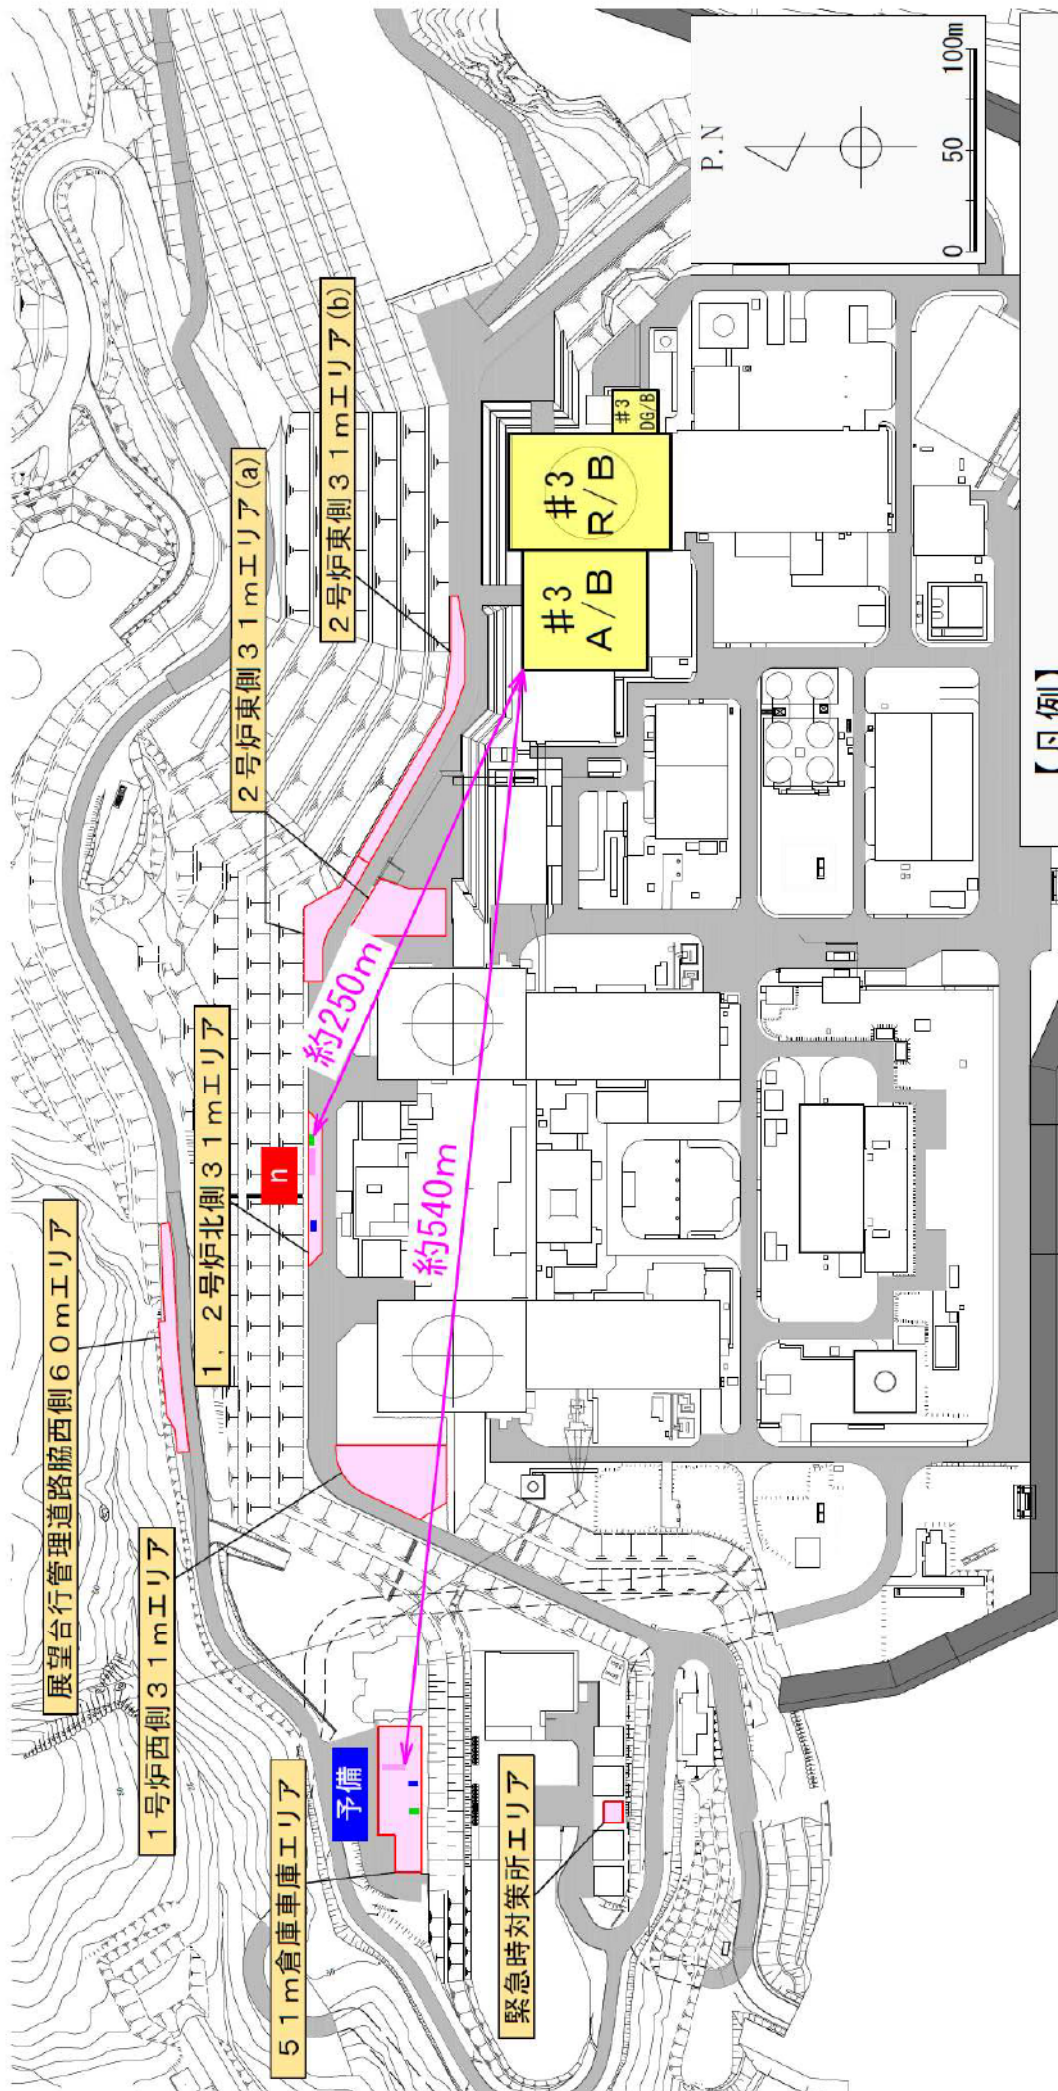 展望台行管理道路脇西側60mエリア
1号炉西側31mエリア
1,2号炉北側31mエリア
2号炉東側31mエリア(a)
2号炉東側31mエリア(b)
51m倉庫車庫エリア
緊急時対策所エリア
予備
n
約250m
約540m
#3
A/B
#3
R/B
#3
DG/B
P.N
0 50 100m
【凡例】